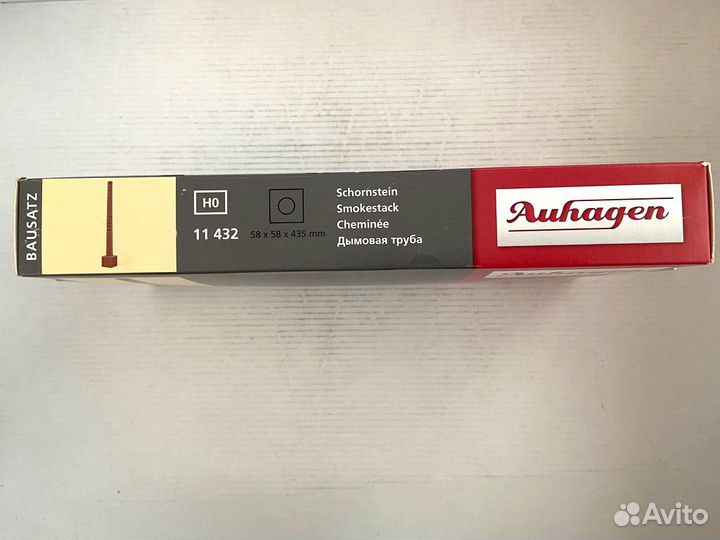 BAUSATZ
H0
11 432
58 x 58 x 435 mm
Schornstein
Smokestack
Cheminée
Дымовая труба
Auhagen
Avito